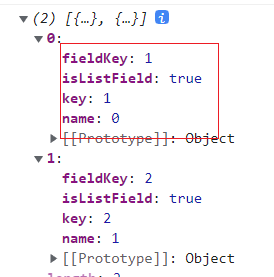 (2) [{…}, {…}] i
0:
fieldKey: 1
isListField: true
key: 1
name: 0
[[Prototype]]: Object
1:
fieldKey: 2
isListField: true
key: 2
name: 1
[[Prototype]]: Object
length: 2